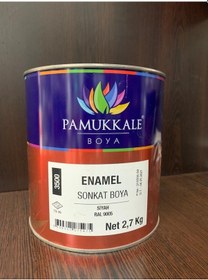 PAMUKKALE
BOYA
3500
ENAMEL
SONKAT BOYA
SİYAH
RAL 9005
Net 2,7 Kg